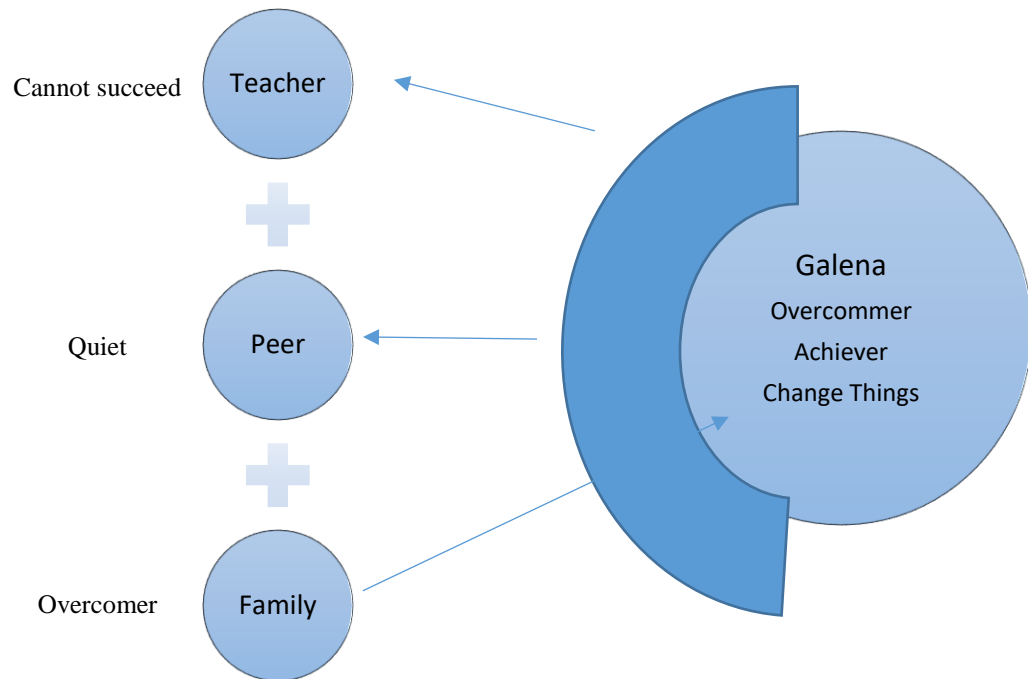 Cannot succeed
Teacher
Quiet
Peer
Overcomer
Family
Galena
Overcommer
Achiever
Change Things